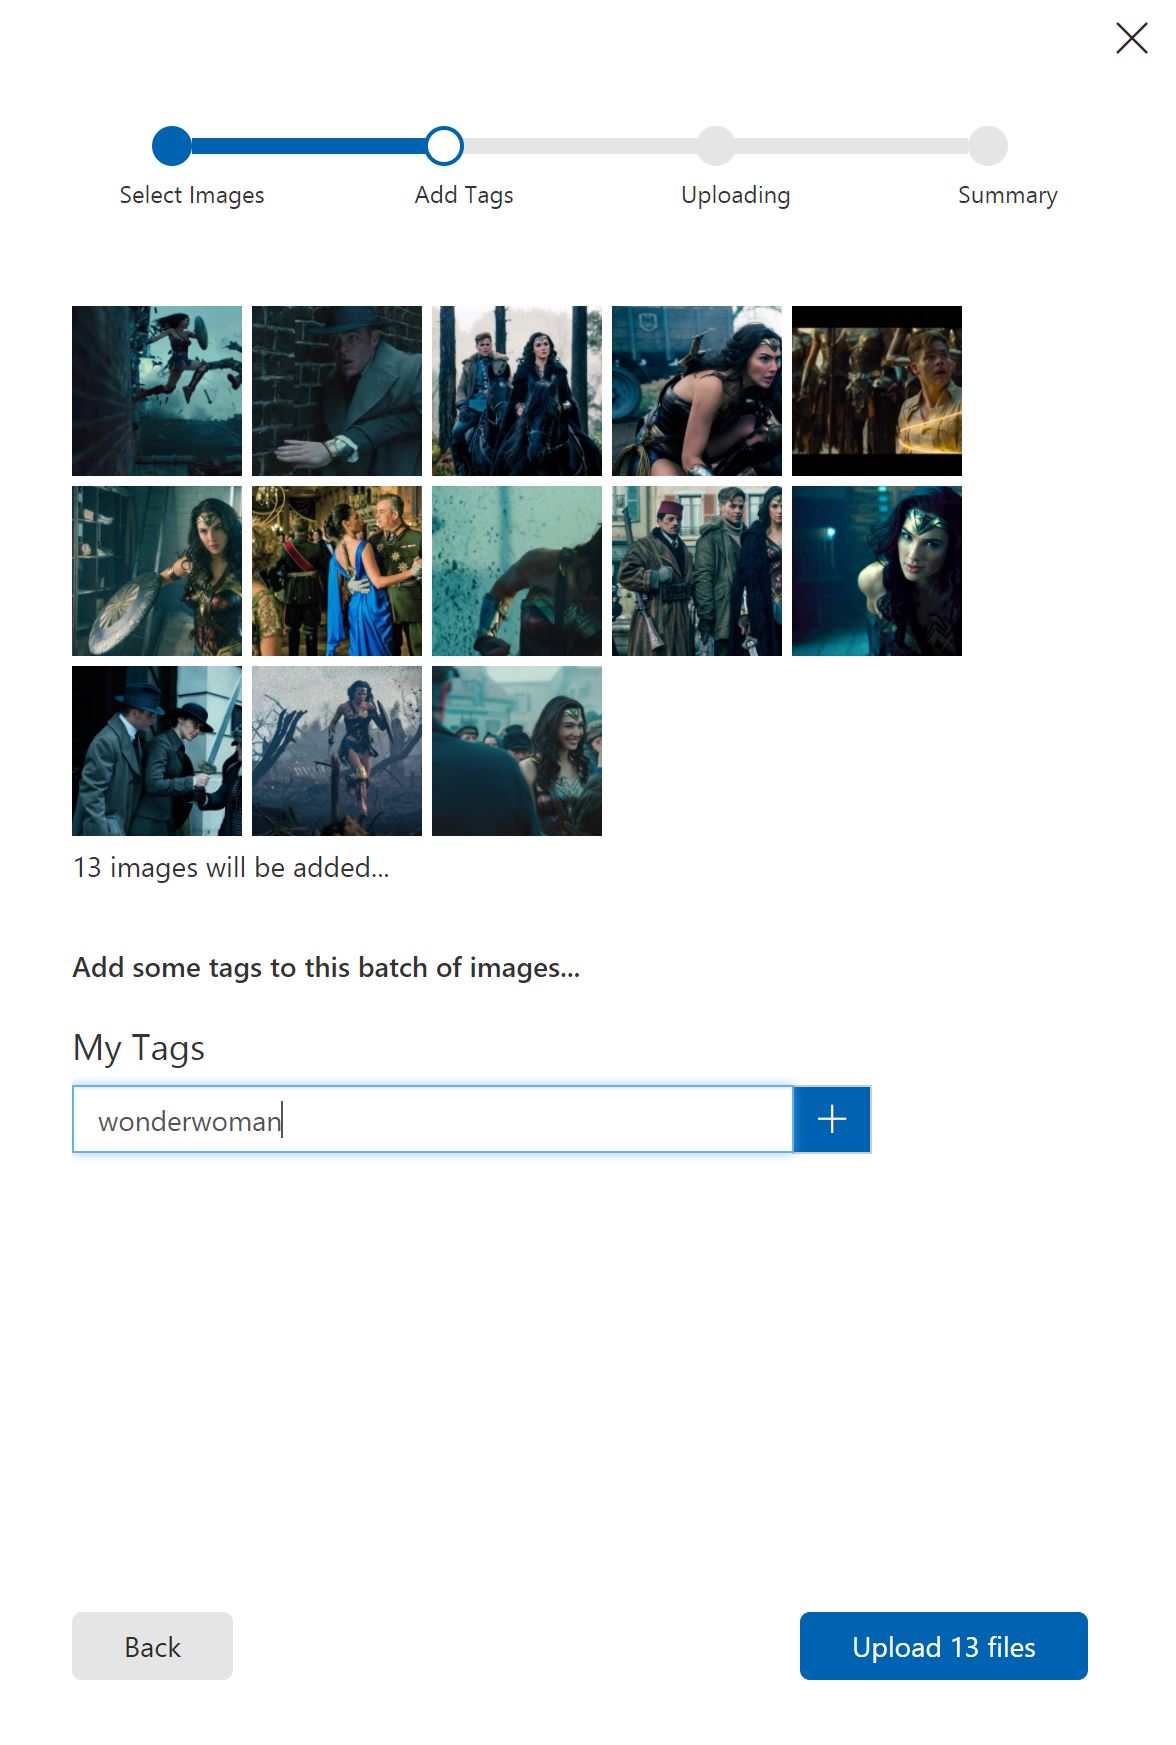 Select Images
Add Tags
Uploading
Summary
13 images will be added...
Add some tags to this batch of images...
My Tags
wonderwoman
Back
Upload 13 files